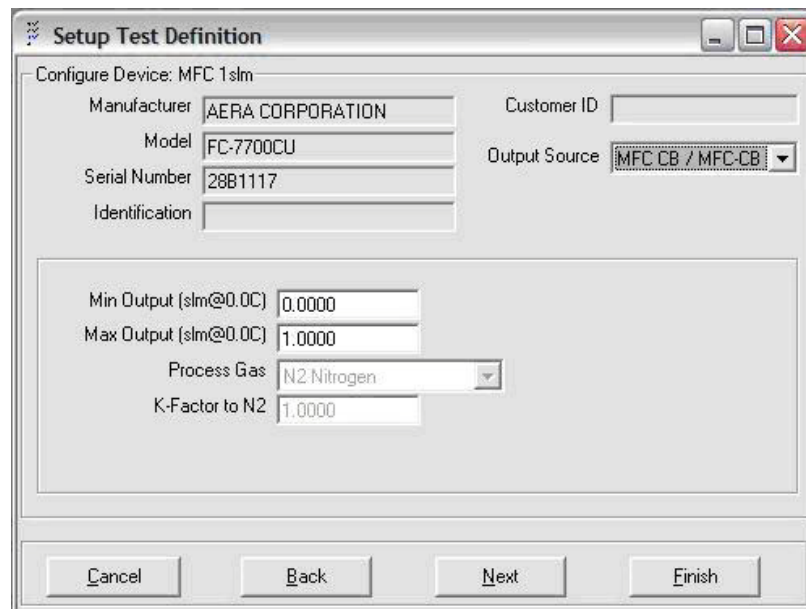 Setup Test Definition
Configure Device: MFC 1slm
Manufacturer AERA CORPORATION
Customer ID
Model FC-7700CU
Output Source MFC CB / MFC-CB
Serial Number 28B1117
Identification
Min Output (slm@0.0C) 0.0000
Max Output (slm@0.0C) 1.0000
Process Gas N2 Nitrogen
K-Factor to N2 1.0000
Cancel Back Next Finish